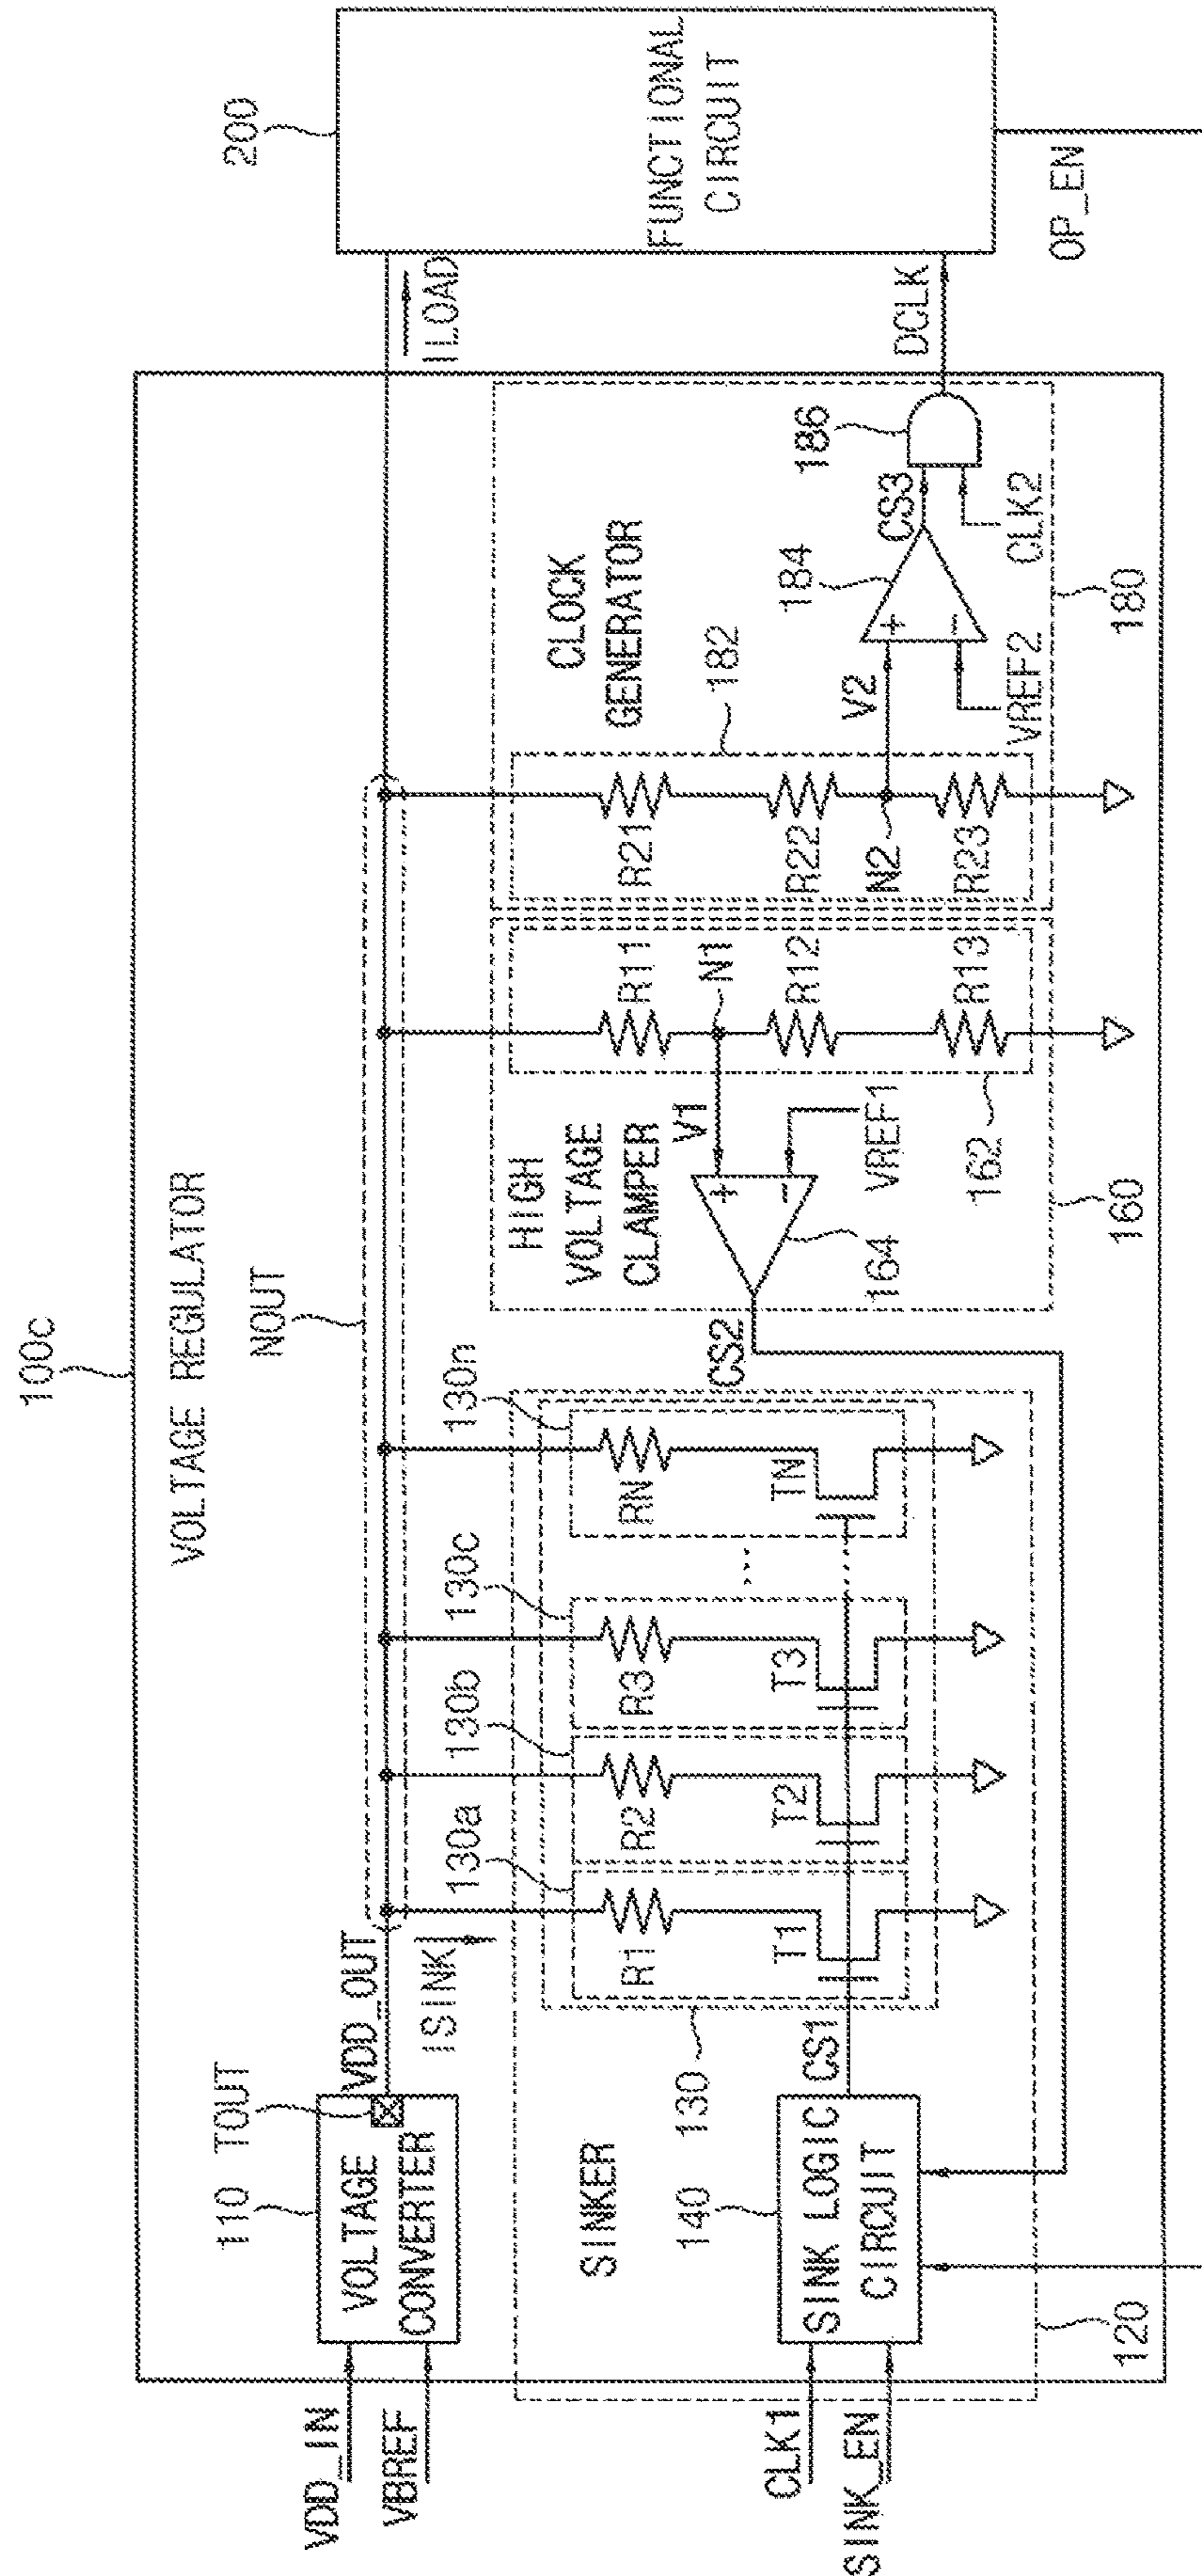 100c
VOLTAGE REGULATOR
NOUT
110
TOUT
VDD_IN
VBREF
VOLTAGE
CONVERTER
VDD_OUT
ISINK
ILOAD
200
FUNCTIONAL
CIRCUIT
130a
130b
130c
130n
R1
R2
R3
RN
T1
T2
T3
TN
...
...
SINKER
130
140
SINK LOGIC
CIRCUIT
CS1
CLK1
SINK_EN
120
HIGH
VOLTAGE
CLAMPER
CS2
V1
VREF1
164
162
160
R11
N1
R12
R13
CLOCK
GENERATOR
182
R21
R22
N2
R23
V2
VREF2
184
CS3
CLK2
186
180
DCLK
OP_EN
+
-
+
-